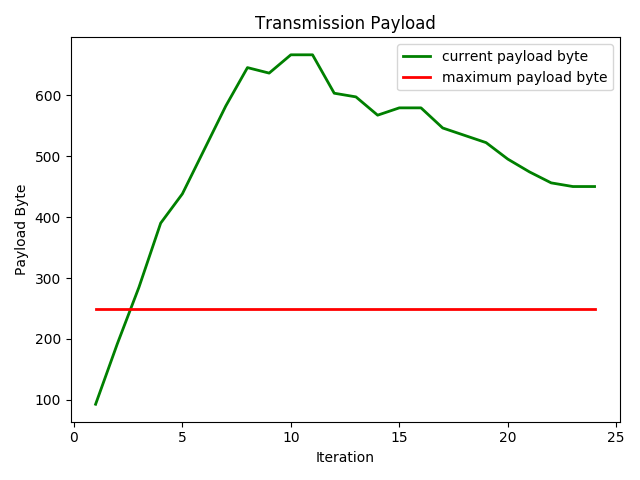 Transmission Payload
current payload byte
maximum payload byte
Payload Byte
600
500
400
300
200
100
0
5
10
15
20
25
Iteration